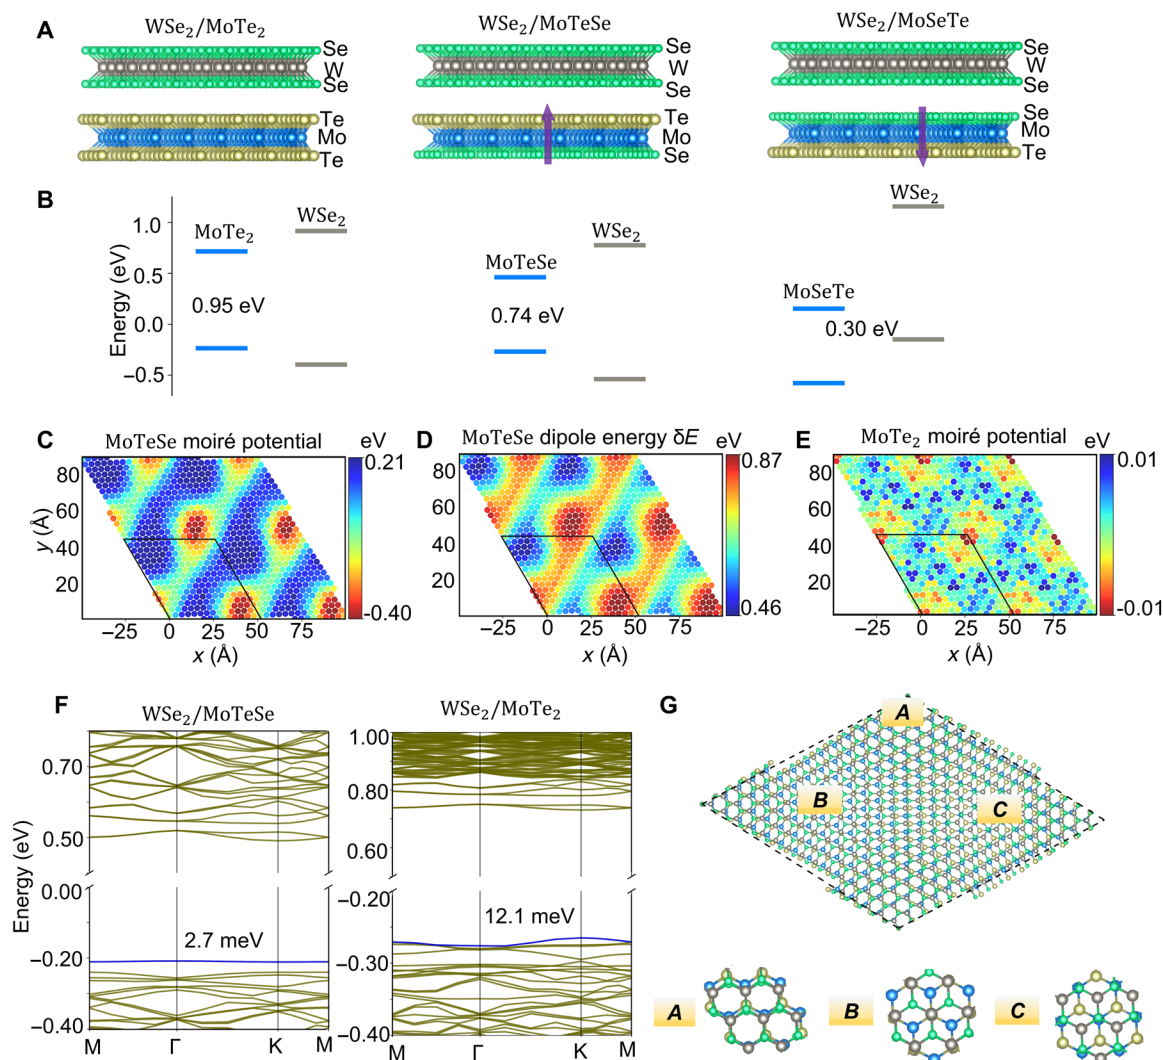 A
WSe₂/MoTe₂
WSe₂/MoTeSe
WSe₂/MoSeTe
Se
W
Se
Te
Mo
Te
Se
W
Se
Te
Mo
Se
Se
W
Se
Se
Mo
Te
B
Energy (eV)
1.0
0.5
0.0
−0.5
MoTe₂
WSe₂
0.95 eV
MoTeSe
WSe₂
0.74 eV
MoSeTe
WSe₂
0.30 eV
C
MoTeSe moiré potential
eV
0.21
−0.40
y (Å)
80
60
40
20
−25 0 25 50 75
x (Å)
D
MoTeSe dipole energy δE
eV
0.87
0.46
80
60
40
20
−25 0 25 50 75
x (Å)
E
MoTe₂ moiré potential
eV
0.01
−0.01
80
60
40
20
−25 0 25 50 75
x (Å)
F
WSe₂/MoTeSe
WSe₂/MoTe₂
Energy (eV)
0.70
0.50
0.00
−0.20
−0.40
2.7 meV
M Γ K M
1.00
0.80
0.60
−0.20
−0.30
−0.40
12.1 meV
M Γ K M
G
A
B
C
A
B
C